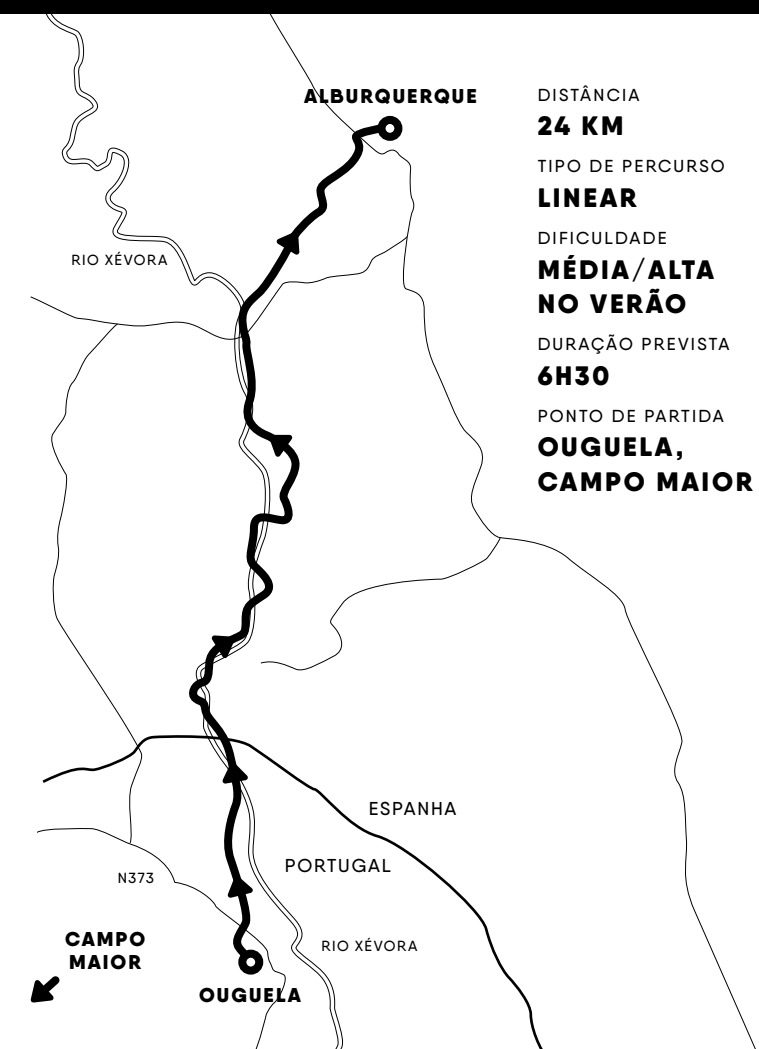 ALBURQUERQUE
DISTÂNCIA
24 KM
TIPO DE PERCURSO
LINEAR
DIFICULDADE
MÉDIA/ALTA
NO VERÃO
DURAÇÃO PREVISTA
6H30
PONTO DE PARTIDA
OUGUELA,
CAMPO MAIOR
RIO XÉVORA
ESPANHA
PORTUGAL
N373
CAMPO
MAIOR
RIO XÉVORA
OUGUELA